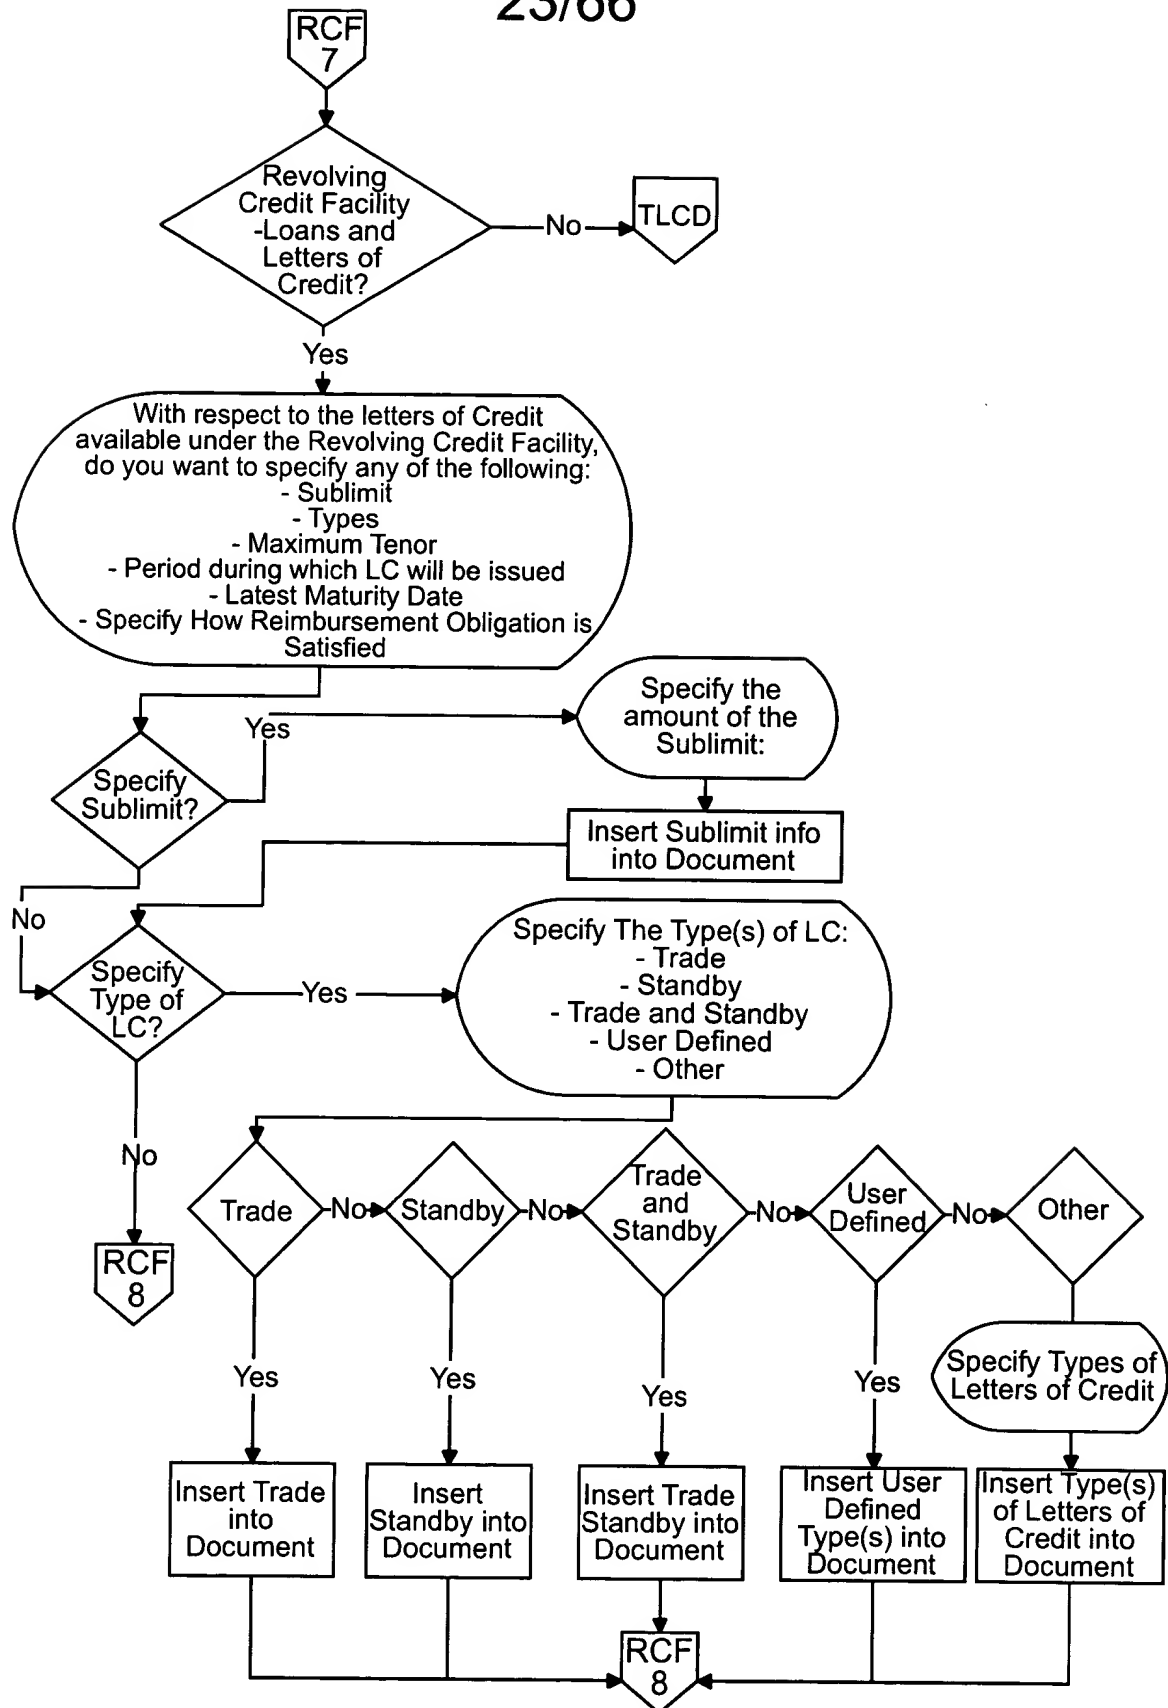 23/66
RCF
7
Revolving
Credit Facility
-Loans and
Letters of
Credit?
No
TLCD
Yes
With respect to the letters of Credit
available under the Revolving Credit Facility,
do you want to specify any of the following:
- Sublimit
- Types
- Maximum Tenor
- Period during which LC will be issued
- Latest Maturity Date
- Specify How Reimbursement Obligation is
Satisfied
Specify
Sublimit?
Yes
Specify the
amount of the
Sublimit:
Insert Sublimit info
into Document
No
Specify
Type of
LC?
Yes
Specify The Type(s) of LC:
- Trade
- Standby
- Trade and Standby
- User Defined
- Other
No
RCF
8
Trade
No
Standby
No
Trade
and
Standby
No
User
Defined
No
Other
Yes
Yes
Yes
Yes
Specify Types of
Letters of Credit
Insert Trade
into
Document
Insert
Standby into
Document
Insert Trade
Standby into
Document
Insert User
Defined
Type(s) into
Document
Insert Type(s)
of Letters of
Credit into
Document
RCF
8